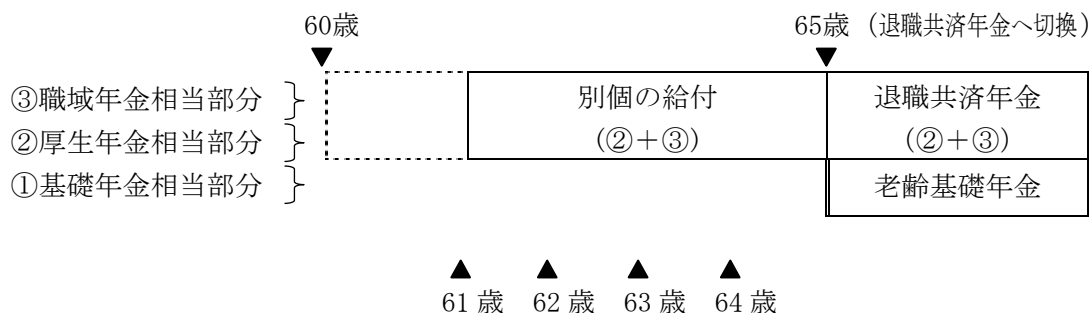 60歳 65歳 (退職共済年金へ切換)
▼ ▼
③職域年金相当部分 別個の給付 退職共済年金
②厚生年金相当部分 (②+③) (②+③)
①基礎年金相当部分 老齢基礎年金
▲ ▲ ▲ ▲
61歳 62歳 63歳 64歳